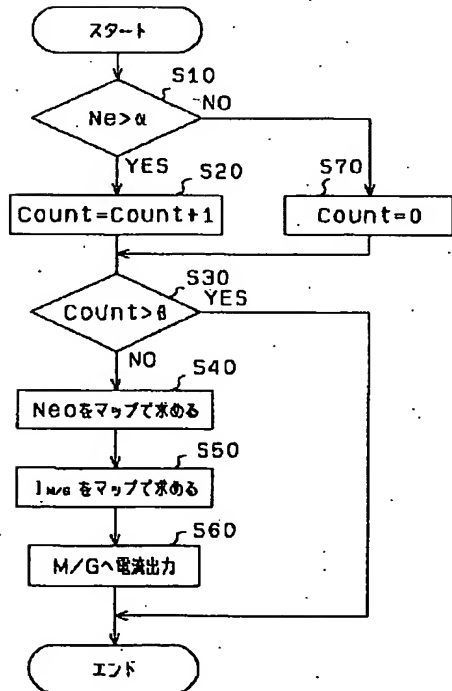 スタート
S10
Ne>α
NO
YES
S20
S70
Count=Count+1
Count=0
S30
Count>β
YES
NO
S40
Neoをマップで求める
S50
IM/G をマップで求める
S60
M/Gへ電流出力
エンド